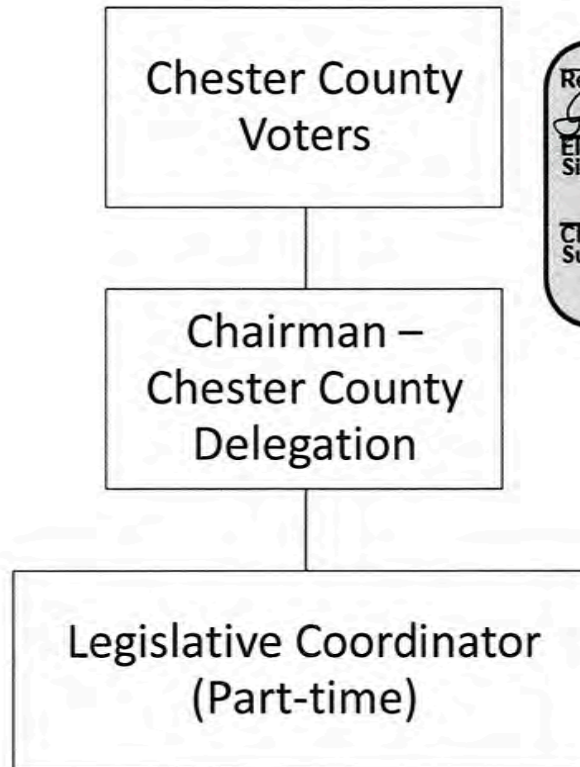 Chester County
Voters
Chairman –
Chester County
Delegation
Legislative Coordinator
(Part-time)